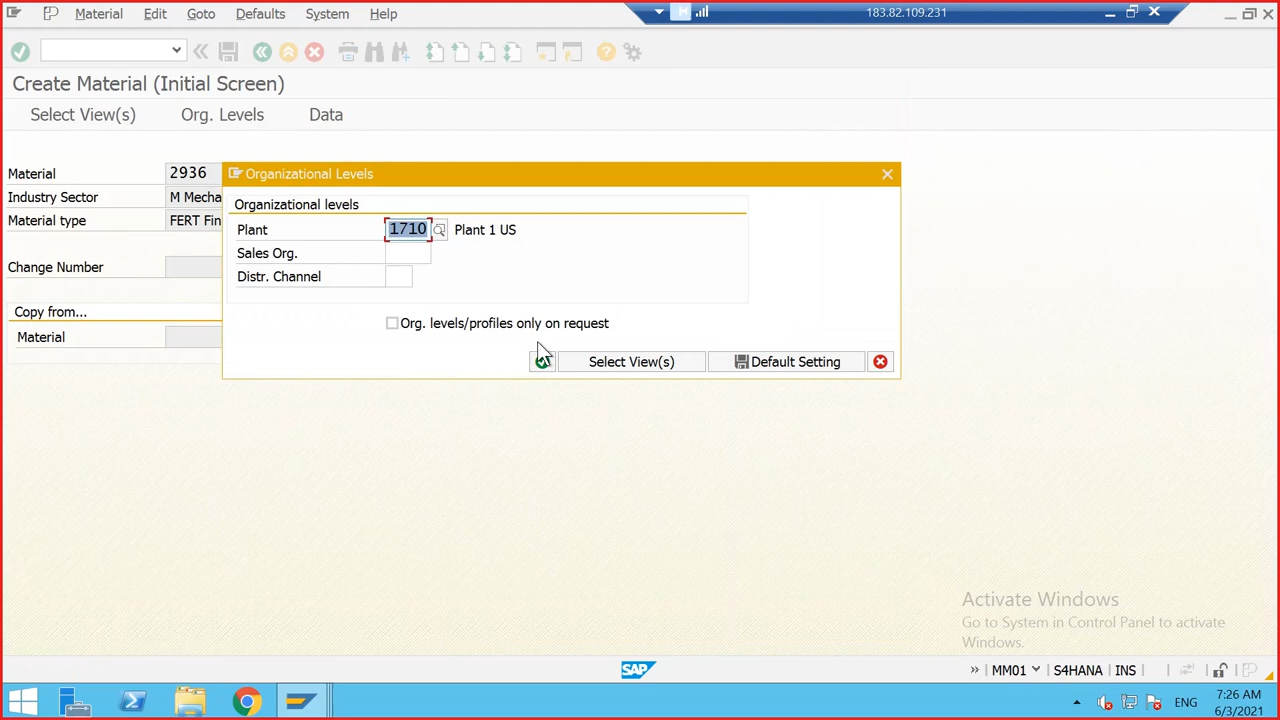 Material Edit Goto Defaults System Help
183.82.109.231
Create Material (Initial Screen)
Select View(s) Org. Levels Data
Material 2936
Industry Sector M Mecha
Material type FERT Fin
Change Number
Copy from...
Material
Organizational Levels
Organizational levels
Plant 1710 Plant 1 US
Sales Org.
Distr. Channel
Org. levels/profiles only on request
Select View(s) Default Setting
Activate Windows
Go to System in Control Panel to activate
Windows.
SAP
MM01 S4HANA INS
ENG
7:26 AM
6/3/2021